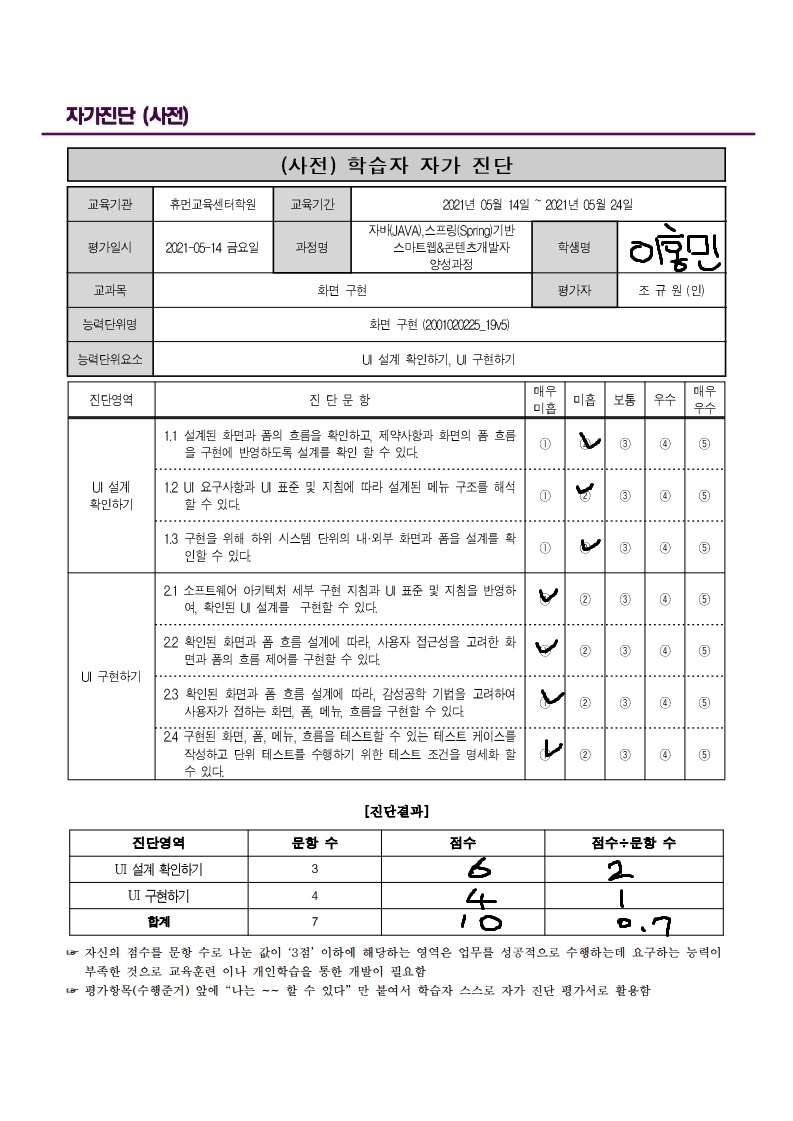 자가진단 (사전)
(사전) 학습자 자가 진단
교육기관 휴먼교육센터학원 교육기간 2021년 05월 14일 ~ 2021년 05월 24일
평가일시 2021-05-14 금요일 과정명 자바(JAVA),스프링(Spring)기반
스마트웹&콘텐츠개발자
양성과정
학생명 이홍민
교과목 화면 구현 평가자 조 규 원 (인)
능력단위명 화면 구현 (2001020225_19v5)
능력단위요소 UI 설계 확인하기, UI 구현하기
진단영역 진 단 문 항 매우 미흡 미흡 보통 우수 매우 우수
UI 설계
확인하기
1.1 설계된 화면과 폼의 흐름을 확인하고, 제약사항과 화면의 폼 흐름
을 구현에 반영하도록 설계를 확인 할 수 있다.
① ✓ ③ ④ ⑤
1.2 UI 요구사항과 UI 표준 및 지침에 따라 설계된 메뉴 구조를 해석
할 수 있다.
① ② ✓ ③ ④ ⑤
1.3 구현을 위해 하위 시스템 단위의 내·외부 화면과 폼을 설계를 확
인할 수 있다.
① ✓ ③ ④ ⑤
UI 구현하기
2.1 소프트웨어 아키텍처 세부 구현 지침과 UI 표준 및 지침을 반영하
여, 확인된 UI 설계를 구현할 수 있다.
✓ ② ③ ④ ⑤
2.2 확인된 화면과 폼 흐름 설계에 따라, 사용자 접근성을 고려한 화
면과 폼의 흐름 제어를 구현할 수 있다.
✓ ② ③ ④ ⑤
2.3 확인된 화면과 폼 흐름 설계에 따라, 감성공학 기법을 고려하여
사용자가 접하는 화면, 폼, 메뉴, 흐름을 구현할 수 있다.
✓ ② ③ ④ ⑤
2.4 구현된 화면, 폼, 메뉴, 흐름을 테스트할 수 있는 테스트 케이스를
작성하고 단위 테스트를 수행하기 위한 테스트 조건을 명세화 할
수 있다.
✓ ② ③ ④ ⑤
[진단결과]
진단영역 문항 수 점수 점수÷문항 수
UI 설계 확인하기 3 6 2
UI 구현하기 4 4 1
합계 7 10 0.7
☞ 자신의 점수를 문항 수로 나눈 값이 ‘3점’ 이하에 해당하는 영역은 업무를 성공적으로 수행하는데 요구하는 능력이
부족한 것으로 교육훈련 이나 개인학습을 통한 개발이 필요함
☞ 평가항목(수행준거) 앞에 “나는 ~~ 할 수 있다” 만 붙여서 학습자 스스로 자가 진단 평가서로 활용함